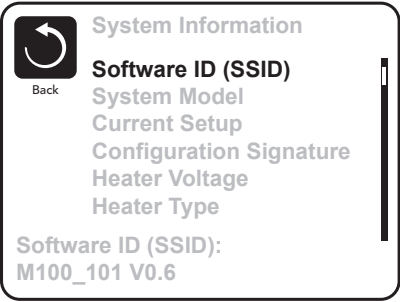 System Information
Back
Software ID (SSID)
System Model
Current Setup
Configuration Signature
Heater Voltage
Heater Type
Software ID (SSID):
M100_101 V0.6